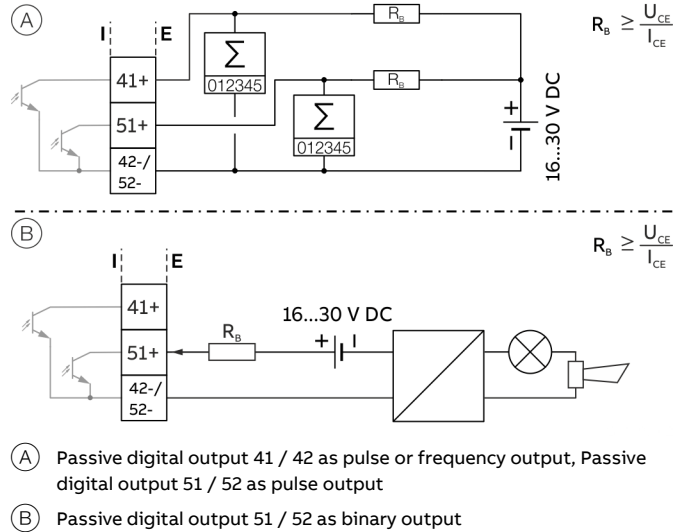 A
I E
R_B
R_B ≥ U_CE / I_CE
Σ
012345
41+
R_B
Σ
012345
51+
+
–
16...30 V DC
42-/
52-
B
I E
R_B ≥ U_CE / I_CE
41+
16...30 V DC
R_B
+ –
51+
42-/
52-
A Passive digital output 41 / 42 as pulse or frequency output, Passive
digital output 51 / 52 as pulse output
B Passive digital output 51 / 52 as binary output